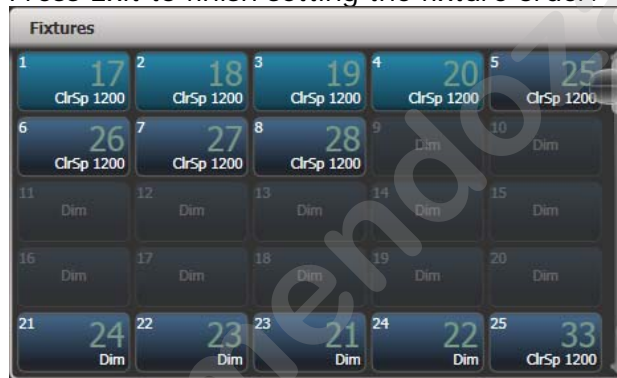 Press Exit to finish setting the fixture order.
Fixtures
1 17 2 18 3 19 4 20 5 25
ClrSp 1200 ClrSp 1200 ClrSp 1200 ClrSp 1200 ClrSp 1200
6 26 7 27 8 28 9 10
ClrSp 1200 ClrSp 1200 ClrSp 1200 Dim Dim
11 12 13 14 15
Dim Dim Dim Dim Dim
16 17 18 19 20
Dim Dim Dim Dim Dim
21 24 22 23 23 21 24 22 25 33
Dim Dim Dim Dim ClrSp 1200